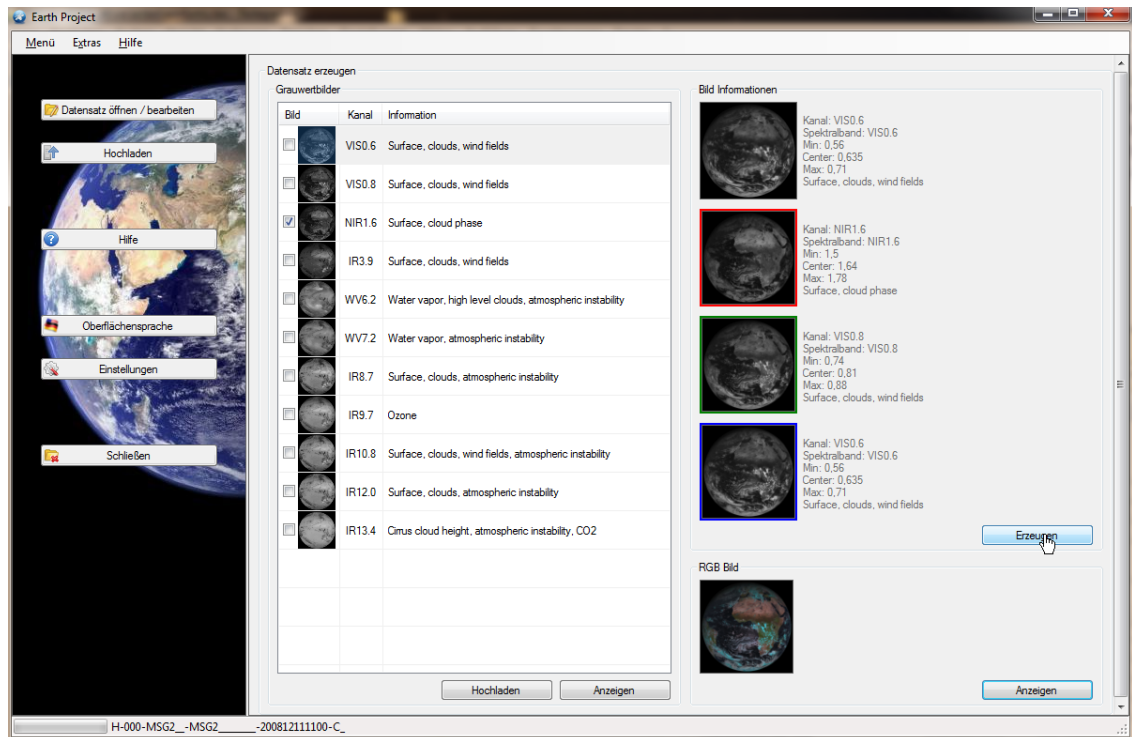 Earth Project
Menü Extras Hilfe
Datensatz öffnen / bearbeiten
Hochladen
Hilfe
Oberflächensprache
Einstellungen
Schließen
Datensatz erzeugen
Grauwertbilder
Bild Kanal Information
VIS0.6 Surface, clouds, wind fields
VIS0.8 Surface, clouds, wind fields
NIR1.6 Surface, cloud phase
IR3.9 Surface, clouds, wind fields
WV6.2 Water vapor, high level clouds, atmospheric instability
WV7.2 Water vapor, atmospheric instability
IR8.7 Surface, clouds, atmospheric instability
IR9.7 Ozone
IR10.8 Surface, clouds, wind fields, atmospheric instability
IR12.0 Surface, clouds, atmospheric instability
IR13.4 Cirrus cloud height, atmospheric instability, CO2
Hochladen Anzeigen
Bild Informationen
Kanal: VIS0.6
Spektralband: VIS0.6
Min: 0,56
Center: 0,635
Max: 0,71
Surface, clouds, wind fields
Kanal: NIR1.6
Spektralband: NIR1.6
Min: 1,5
Center: 1,64
Max: 1,78
Surface, cloud phase
Kanal: VIS0.8
Spektralband: VIS0.8
Min: 0,74
Center: 0,81
Max: 0,88
Surface, clouds, wind fields
Kanal: VIS0.6
Spektralband: VIS0.6
Min: 0,56
Center: 0,635
Max: 0,71
Surface, clouds, wind fields
Erzeugen
RGB Bild
Anzeigen
H-000-MSG2__-MSG2________-200812111100-C_